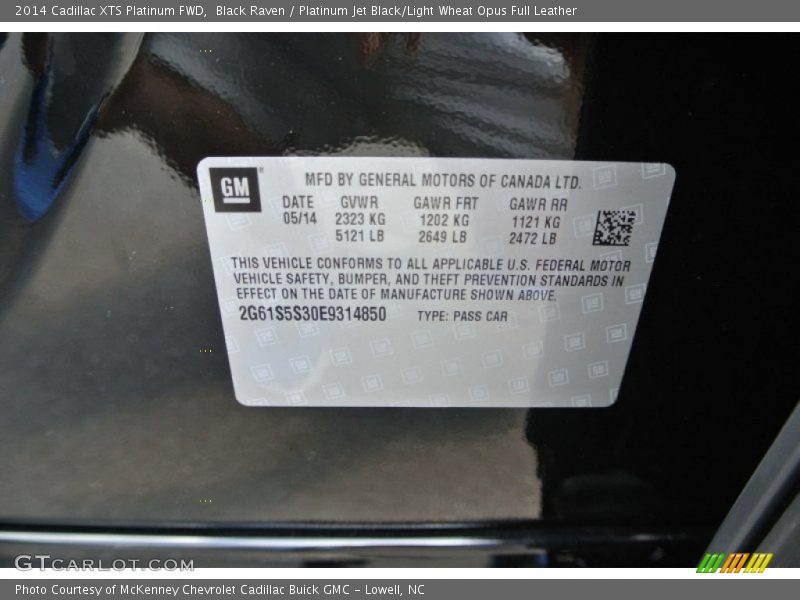 2014 Cadillac XTS Platinum FWD,  Black Raven / Platinum Jet Black/Light Wheat Opus Full Leather
GM®
MFD BY GENERAL MOTORS OF CANADA LTD.
DATE GVWR GAWR FRT GAWR RR
05/14 2323 KG 1202 KG 1121 KG
5121 LB 2649 LB 2472 LB
THIS VEHICLE CONFORMS TO ALL APPLICABLE U.S. FEDERAL MOTOR
VEHICLE SAFETY, BUMPER, AND THEFT PREVENTION STANDARDS IN
EFFECT ON THE DATE OF MANUFACTURE SHOWN ABOVE.
2G61S5S30E9314850 TYPE: PASS CAR
GTCARLOT.COM
Photo Courtesy of McKenney Chevrolet Cadillac Buick GMC – Lowell, NC